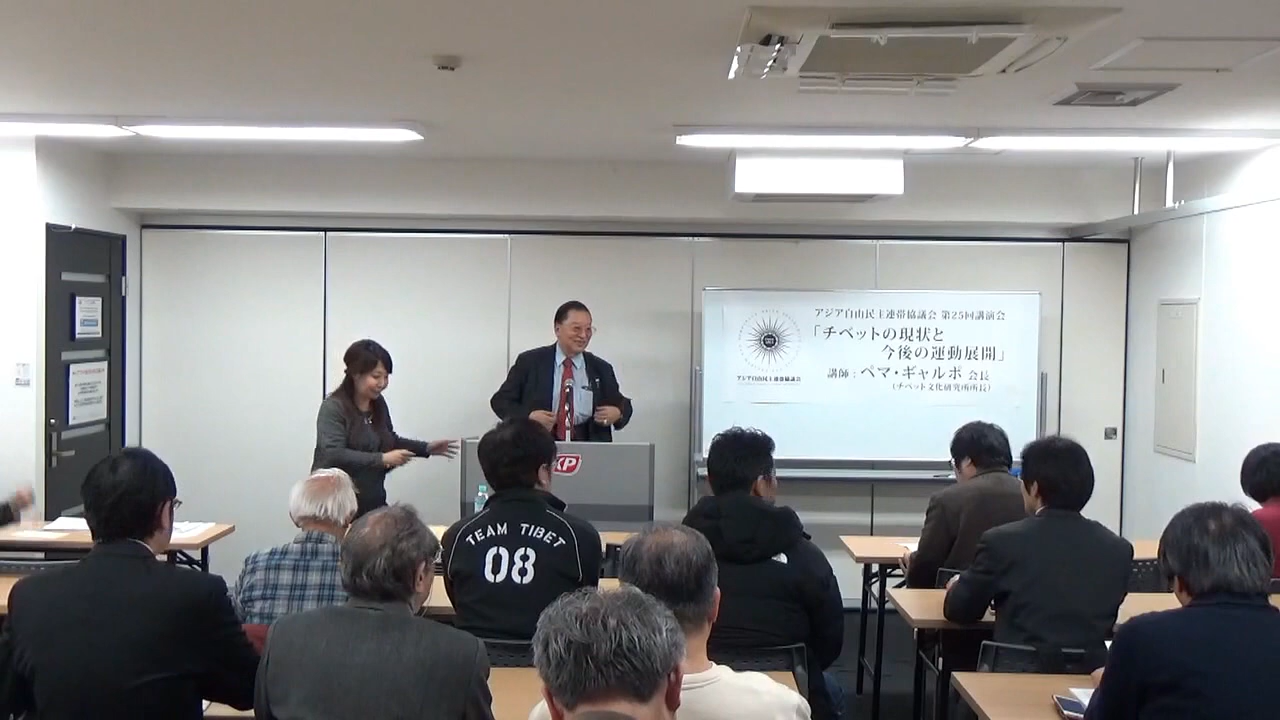 アジア自由民主連帯協議会 第25回講演会
「チベットの現状と
今後の運動展開」
講師：ペマ・ギャルポ 会長
（チベット文化研究所所長）
アジア自由民主連帯協議会
KP
TEAM TIBET
08